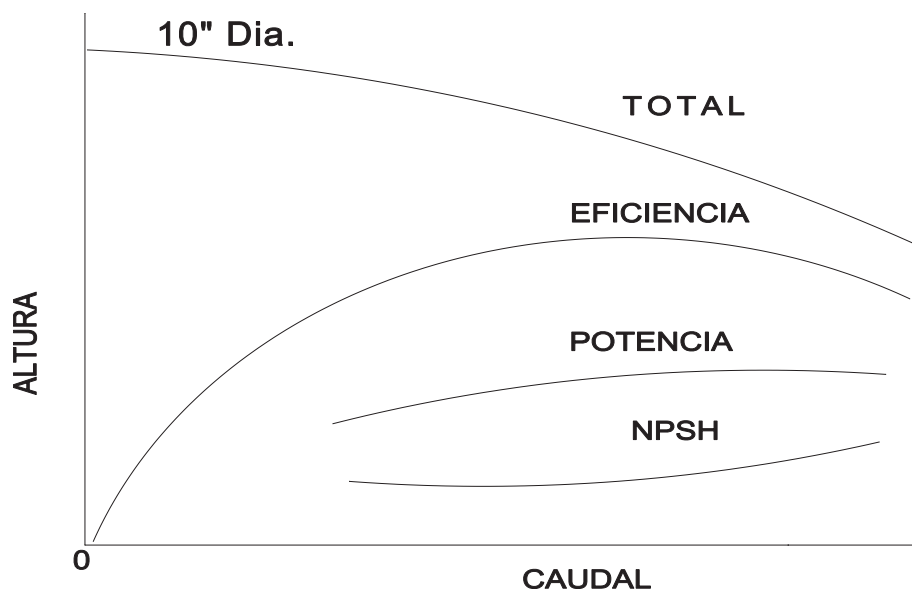 10" Dia.
TOTAL
EFICIENCIA
ALTURA
POTENCIA
NPSH
0
CAUDAL